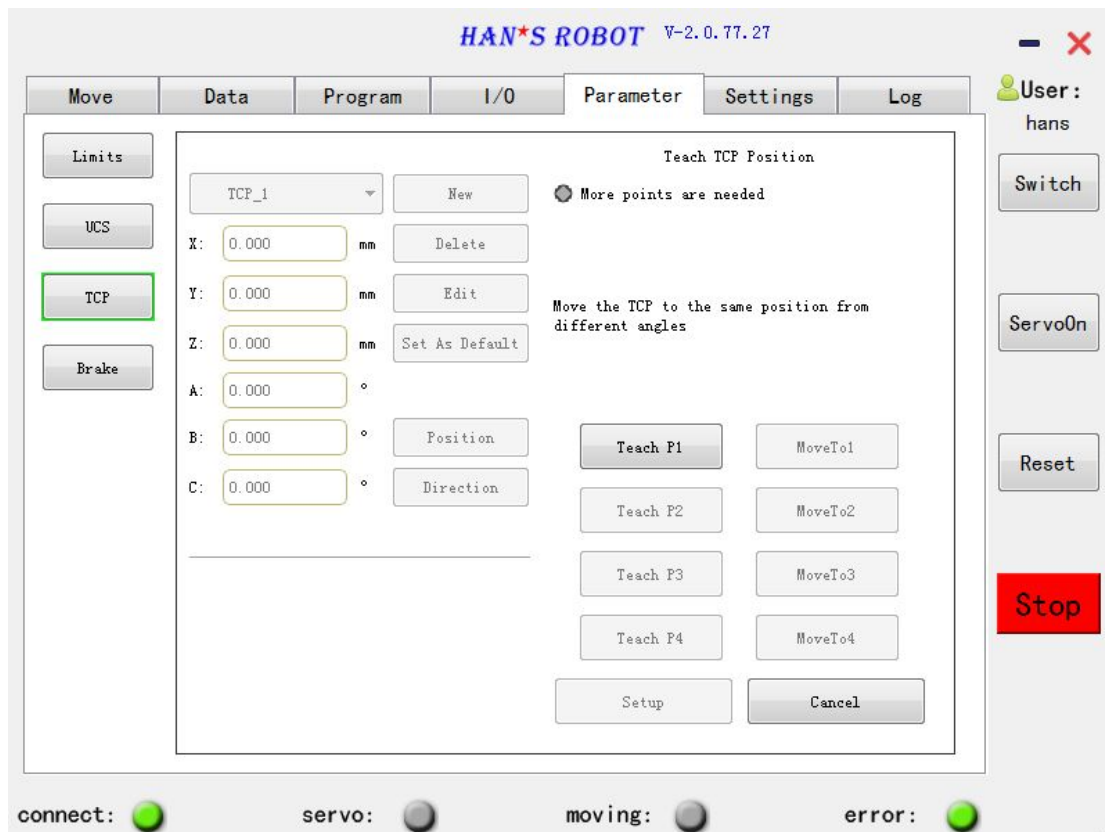 HAN*S ROBOT V-2.0.77.27
Move Data Program I/O Parameter Settings Log
User:
hans
Limits
UCS
TCP
Brake
TCP_1 New
X: 0.000 mm Delete
Y: 0.000 mm Edit
Z: 0.000 mm Set As Default
A: 0.000 °
B: 0.000 ° Position
C: 0.000 ° Direction
Teach TCP Position
More points are needed
Move the TCP to the same position from
different angles
Teach P1 MoveTo1
Teach P2 MoveTo2
Teach P3 MoveTo3
Teach P4 MoveTo4
Setup Cancel
Switch
ServoOn
Reset
Stop
connect: servo: moving: error: